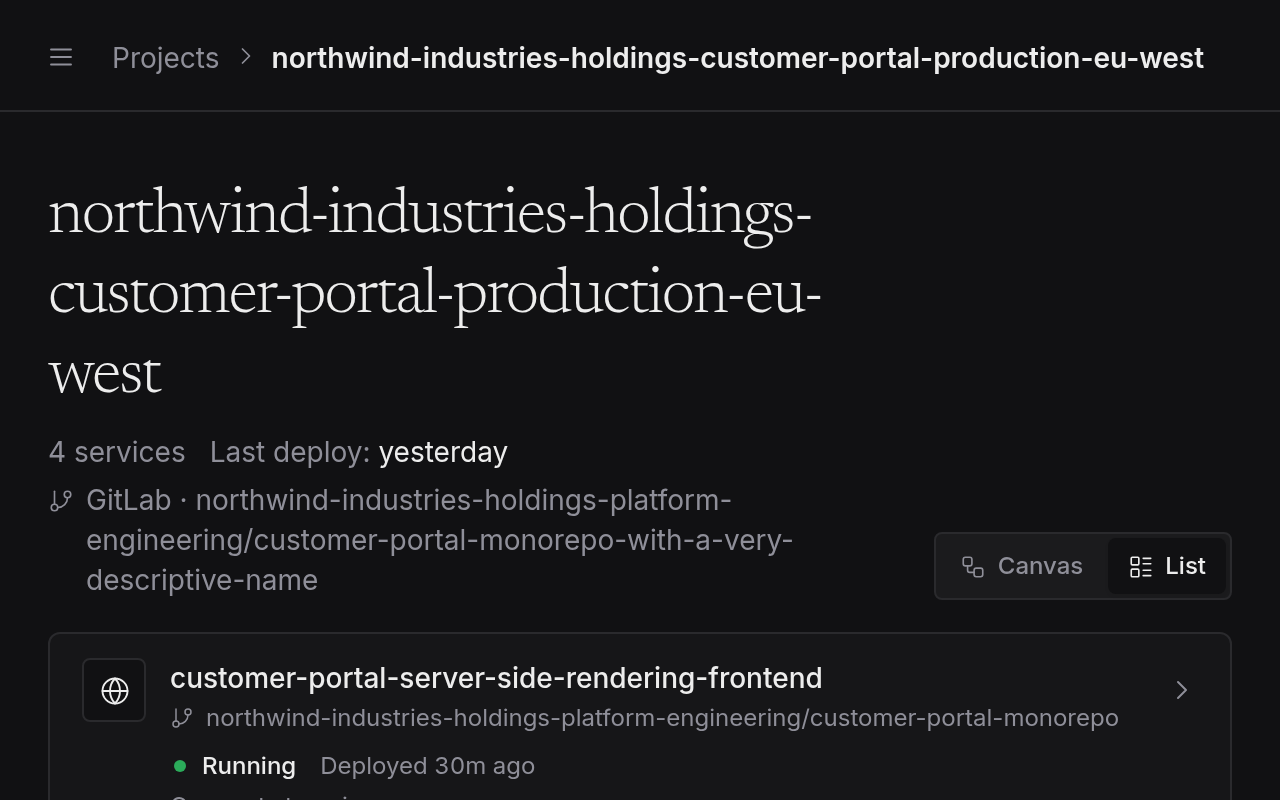 Projects
northwind-industries-holdings-customer-portal-production-eu-west
northwind-industries-holdings-
customer-portal-production-eu-
west
4 services Last deploy: yesterday
GitLab · northwind-industries-holdings-platform-
engineering/customer-portal-monorepo-with-a-very-
descriptive-name
Canvas List
customer-portal-server-side-rendering-frontend
northwind-industries-holdings-platform-engineering/customer-portal-monorepo
Running Deployed 30m ago